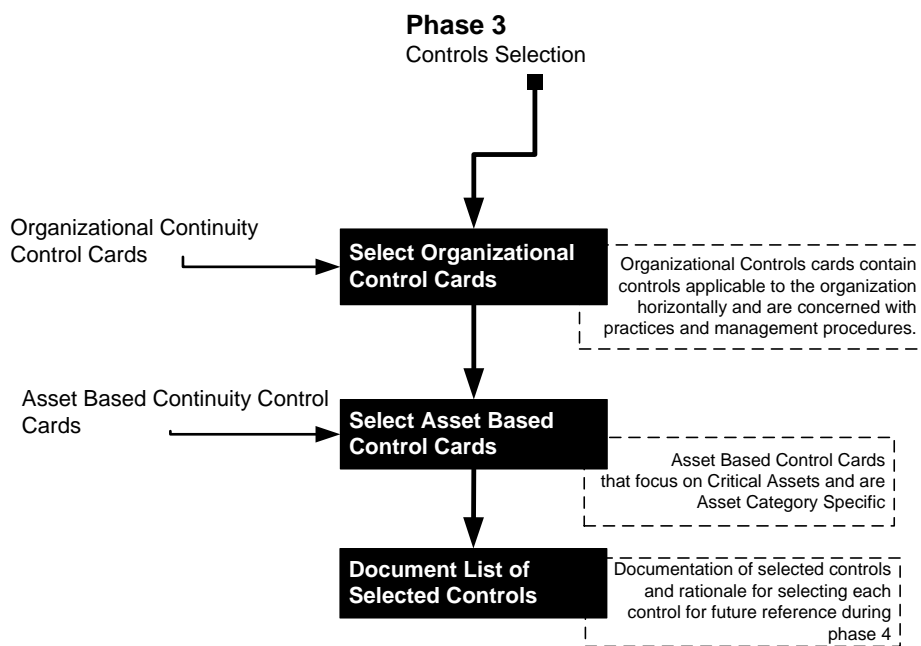 Phase 3
Controls Selection
Organizational Continuity
Control Cards
Select Organizational
Control Cards
Organizational Controls cards contain
controls applicable to the organization
horizontally and are concerned with
practices and management procedures.
Asset Based Continuity Control
Cards
Select Asset Based
Control Cards
Asset Based Control Cards
that focus on Critical Assets and are
Asset Category Specific
Document List of
Selected Controls
Documentation of selected controls
and rationale for selecting each
control for future reference during
phase 4